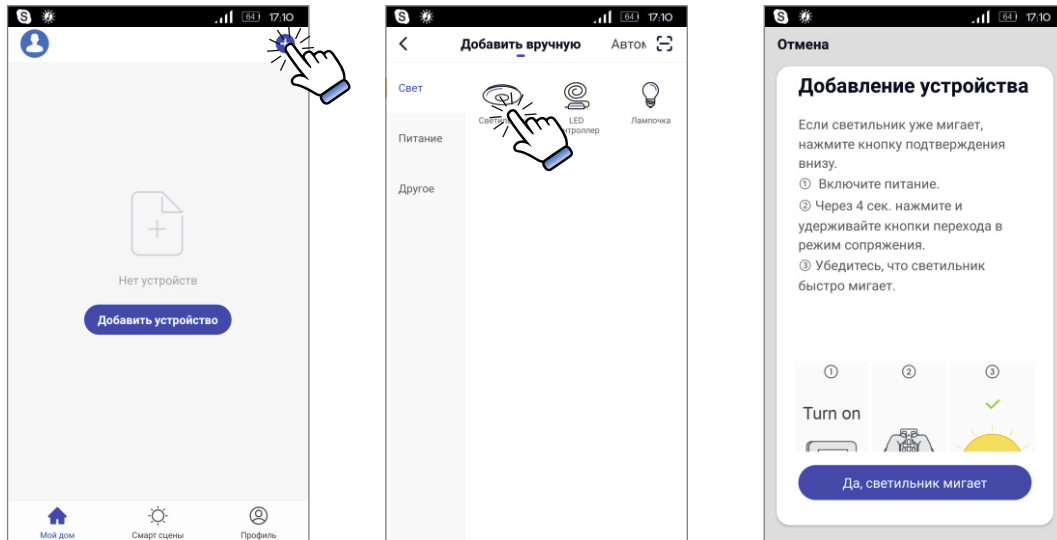 S 64 17:10
Нет устройств
Добавить устройство
Мой дом
Смарт сцены
Профиль
S 64 17:10
Добавить вручную
Свет
LED
Лампочка
Питание
Другое
S 64 17:10
Отмена
Добавление устройства
Если светильник уже мигает,
нажмите кнопку подтверждения
внизу.
① Включите питание.
② Через 4 сек. нажмите и
удерживайте кнопки перехода в
режим сопряжения.
③ Убедитесь, что светильник
быстро мигает.
① ② ③
Turn on
Да, светильник мигает